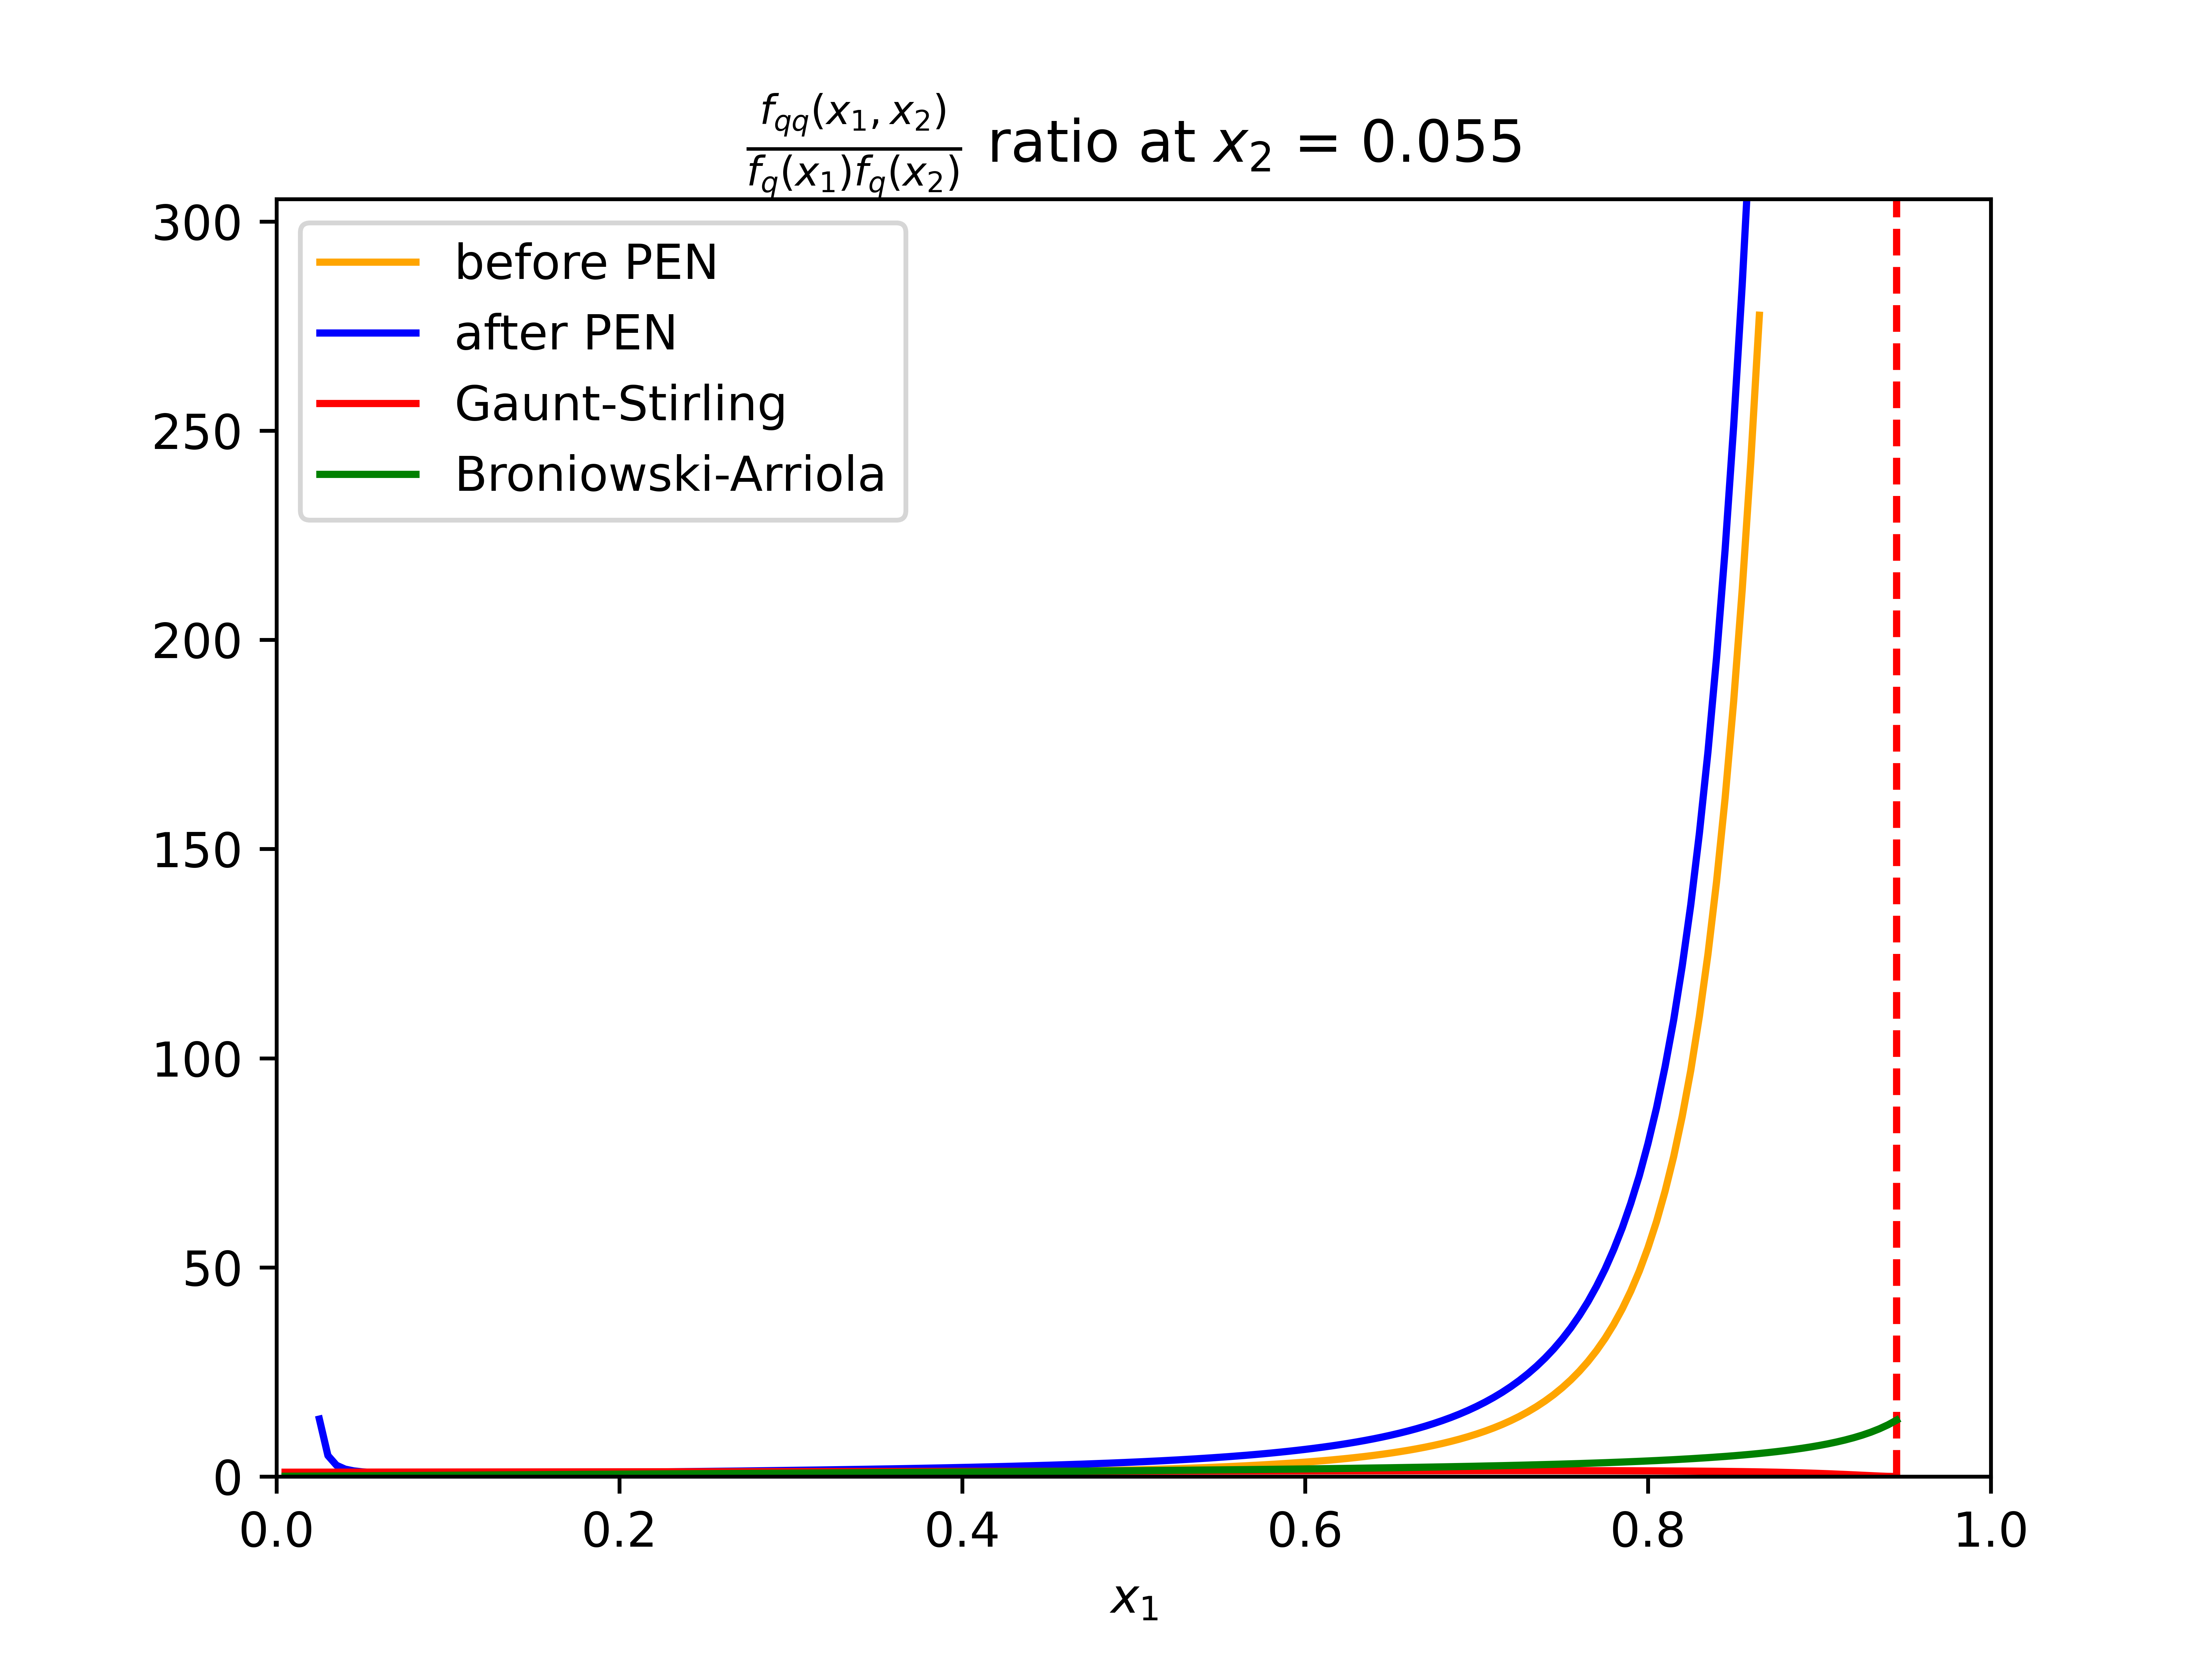 f_qq(x_1, x_2)
f_q(x_1)f_q(x_2) ratio at x_2 = 0.055
300
250
200
150
100
50
0
before PEN
after PEN
Gaunt-Stirling
Broniowski-Arriola
0.0 0.2 0.4 0.6 0.8 1.0
x_1